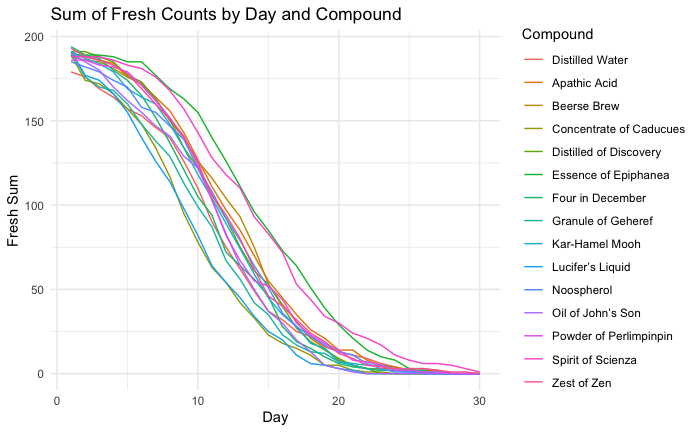 Sum of Fresh Counts by Day and Compound
Fresh Sum
200
150
100
50
0
0
10
20
30
Day
Compound
Distilled Water
Apathic Acid
Beerse Brew
Concentrate of Caducues
Distilled of Discovery
Essence of Epiphanea
Four in December
Granule of Geheref
Kar-Hamel Mooh
Lucifer's Liquid
Noospherol
Oil of John's Son
Powder of Perlimpinpin
Spirit of Scienza
Zest of Zen